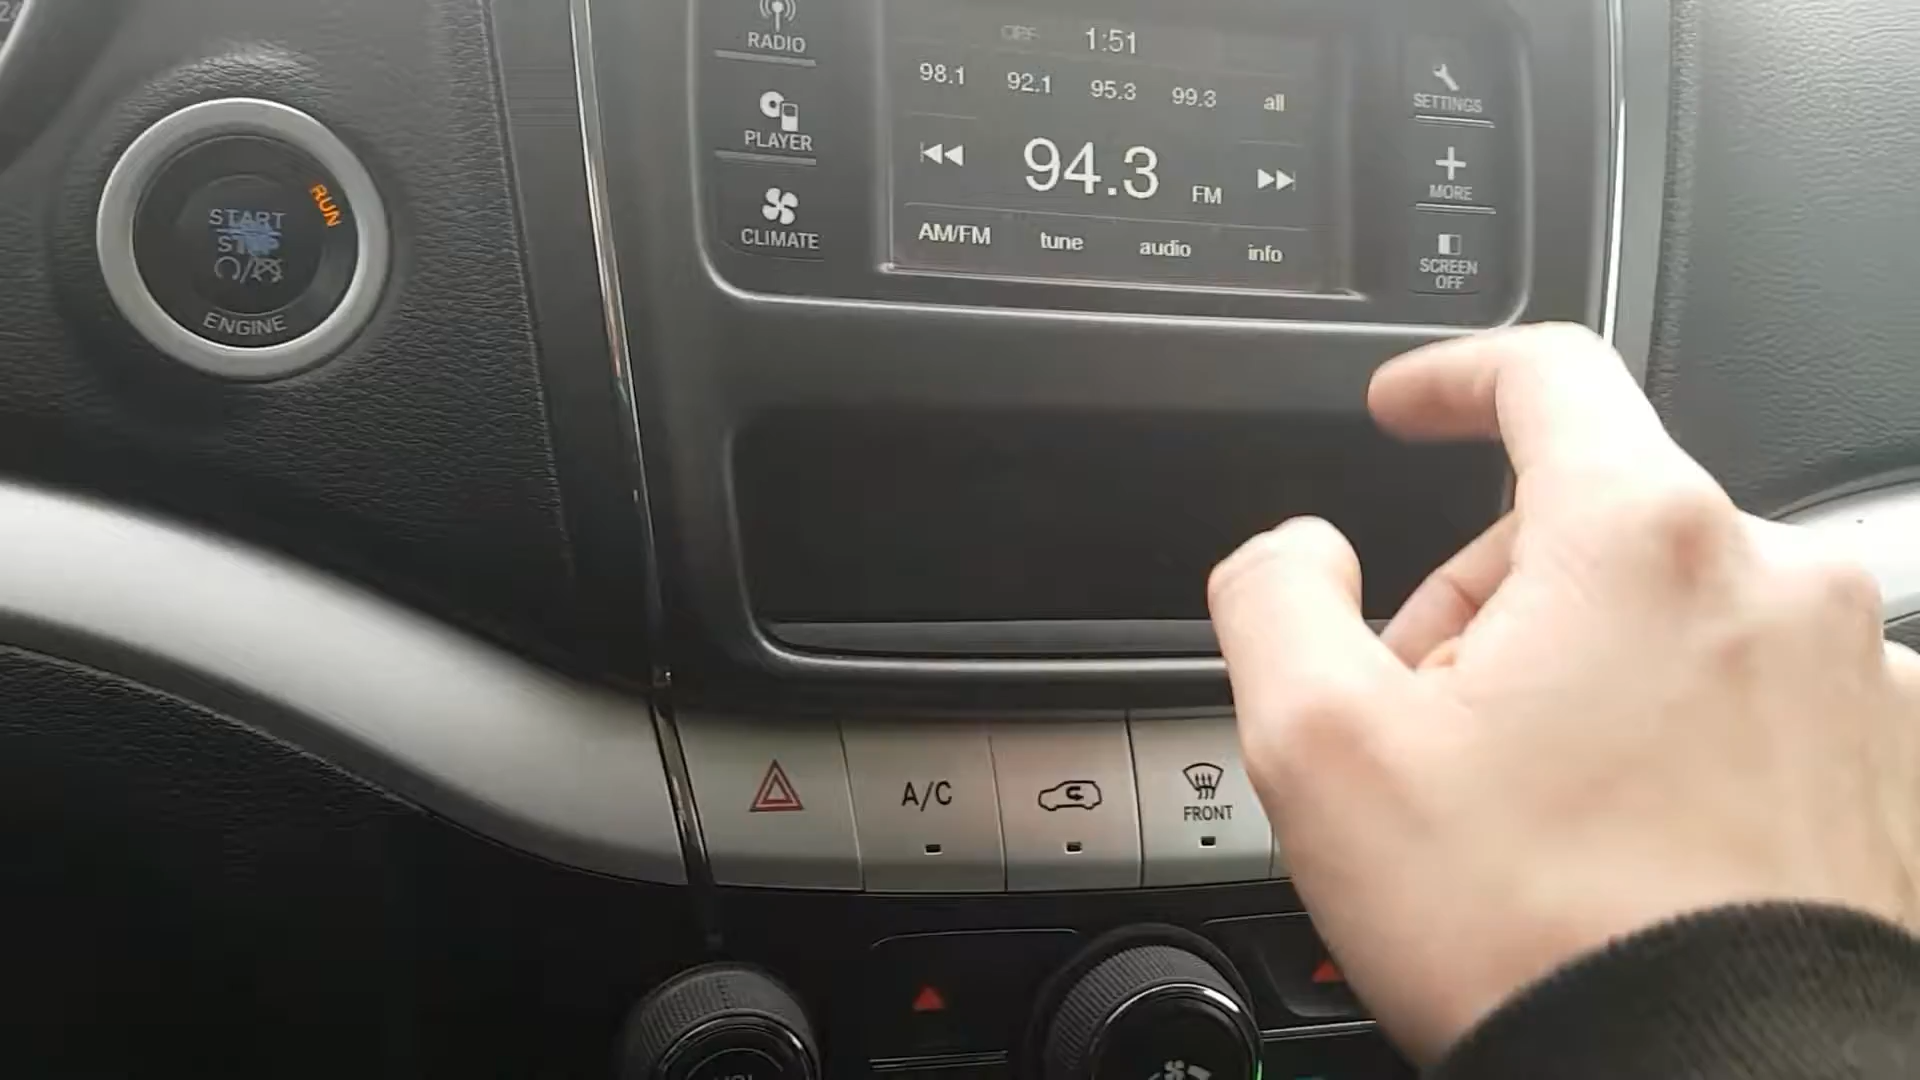 RADIO
PLAYER
CLIMATE
1:51
98.1 92.1 95.3 99.3 all
94.3 FM
AM/FM tune audio info
SETTINGS
MORE
SCREEN
OFF
RUN
START
STOP
ENGINE
A/C
FRONT